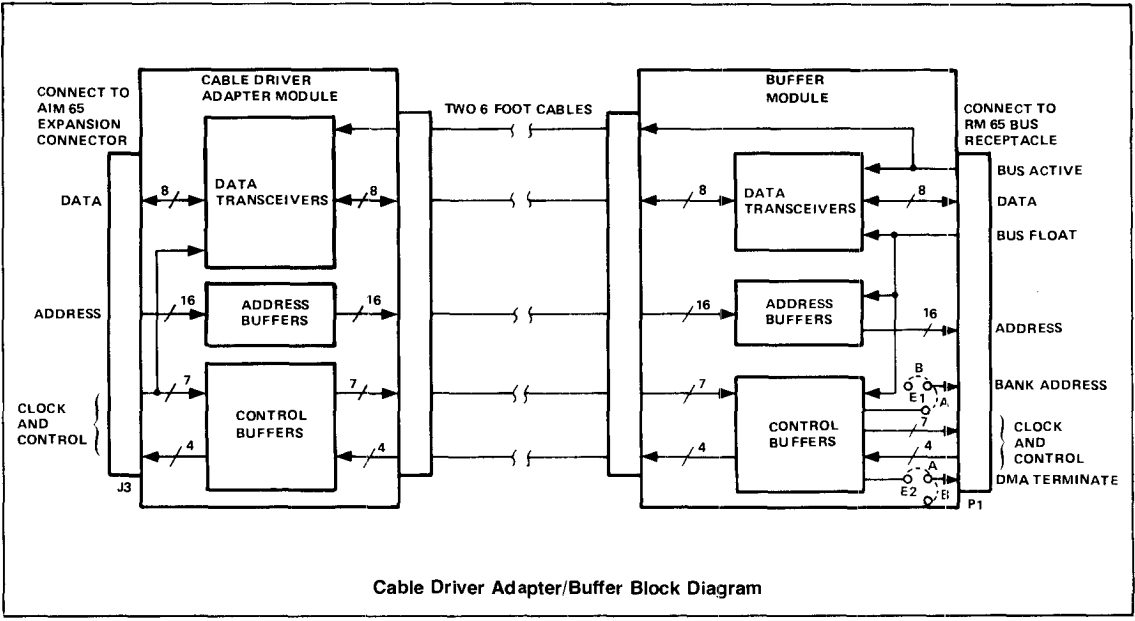 CONNECT TO
AIM 65
EXPANSION
CONNECTOR
CABLE DRIVER
ADAPTER MODULE
TWO 6 FOOT CABLES
BUFFER
MODULE
CONNECT TO
RM 65 BUS
RECEPTACLE
BUS ACTIVE
DATA
8
DATA
TRANSCEIVERS
8
8
DATA
TRANSCEIVERS
8
DATA
BUS FLOAT
ADDRESS
16
ADDRESS
BUFFERS
16
16
ADDRESS
BUFFERS
16
ADDRESS
CLOCK
AND
CONTROL
7
4
CONTROL
BUFFERS
7
4
7
4
CONTROL
BUFFERS
B
E1
A
BANK ADDRESS
7
4
CLOCK
AND
CONTROL
A
E2
B
DMA TERMINATE
J3
P1
Cable Driver Adapter/Buffer Block Diagram